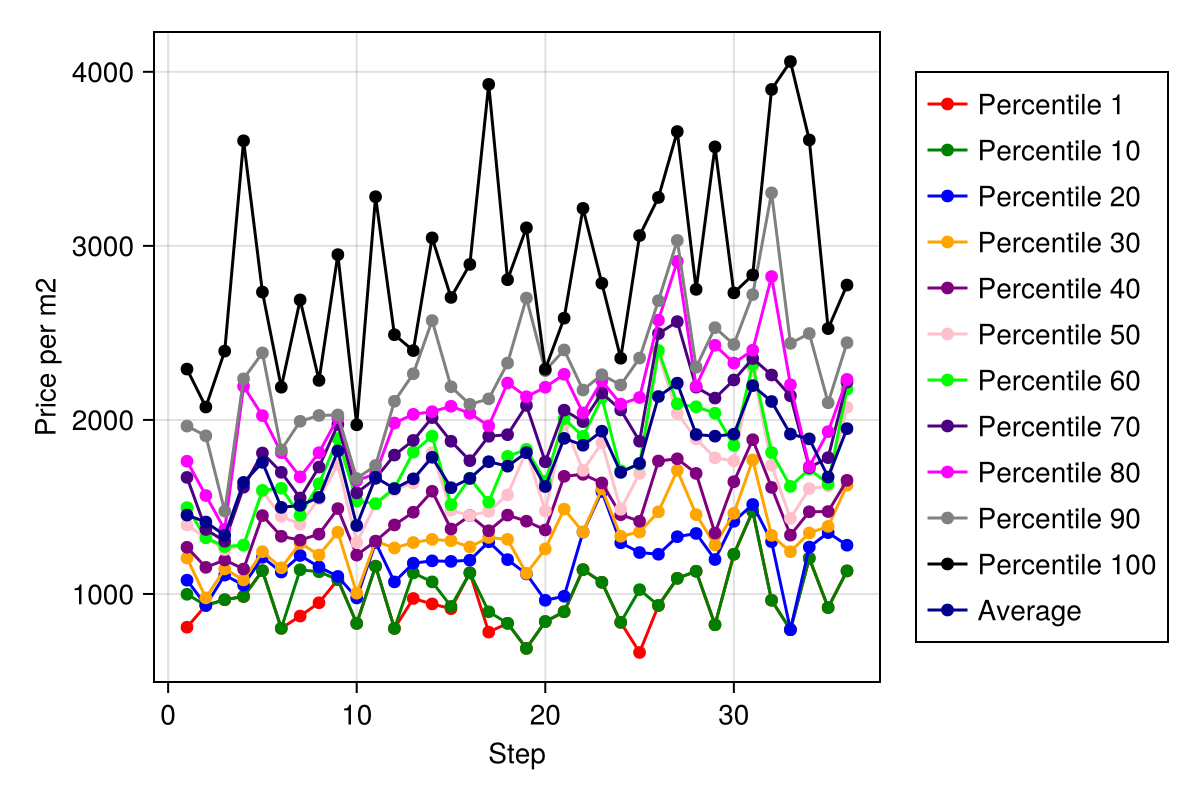 4000
3000
2000
1000
Price per m2
0
10
20
30
Step
Percentile 1
Percentile 10
Percentile 20
Percentile 30
Percentile 40
Percentile 50
Percentile 60
Percentile 70
Percentile 80
Percentile 90
Percentile 100
Average